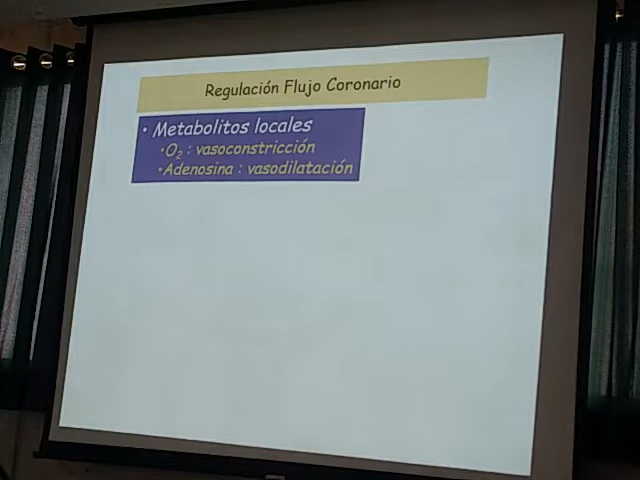 Regulación Flujo Coronario
• Metabolitos locales
•O₂ : vasoconstricción
•Adenosina : vasodilatación